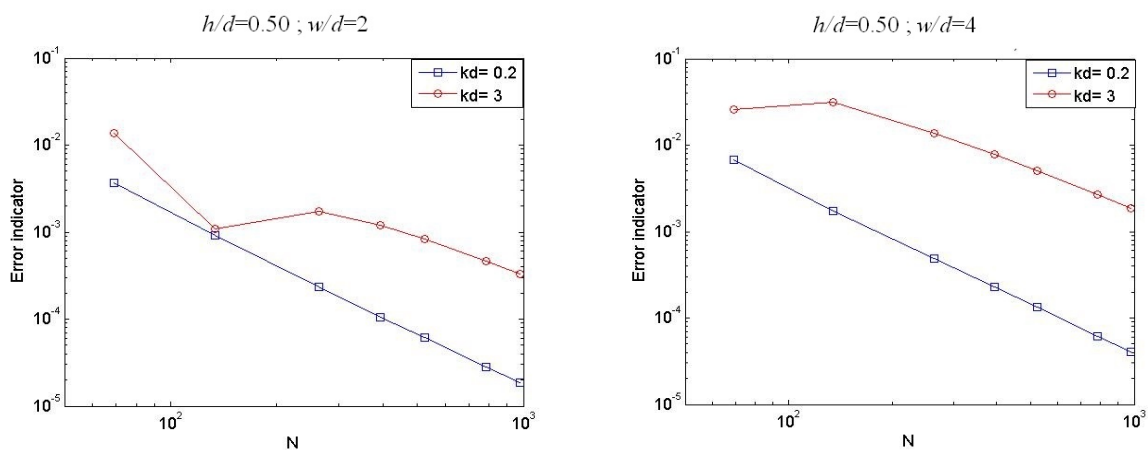 h/d=0.50 ; w/d=2
10^-1
10^-2
10^-3
10^-4
10^-5
Error indicator
kd= 0.2
kd= 3
10^2
10^3
N
h/d=0.50 ; w/d=4
10^-1
10^-2
10^-3
10^-4
10^-5
Error indicator
kd= 0.2
kd= 3
10^2
10^3
N